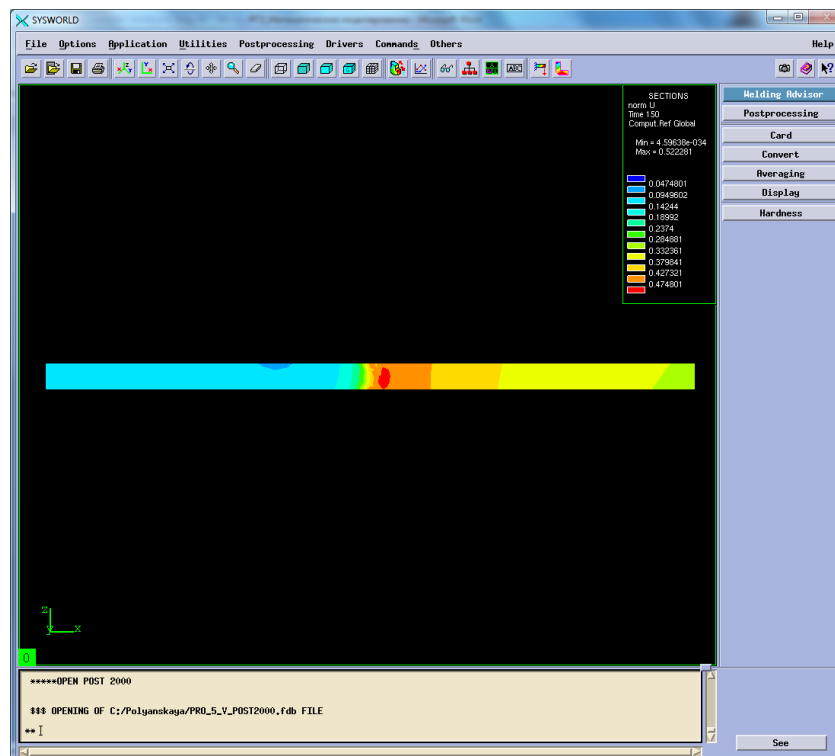 SYSWORLD
File Options Application Utilities Postprocessing Drivers Commands Others Help
SECTIONS
norm U
Time 150
Comput.Ref Global
Min = 4.59638e-034
Max = 0.522281
0.0474801
0.0949602
0.14244
0.18992
0.2374
0.284881
0.332361
0.379841
0.427321
0.474801
Welding Advisor
Postprocessing
Card
Convert
Averaging
Display
Hardness
Z
Y
X
0
*****OPEN POST 2000
$$$ OPENING OF C:/Polyanskaya/PRO_5_V_POST2000.fdb FILE
**
See